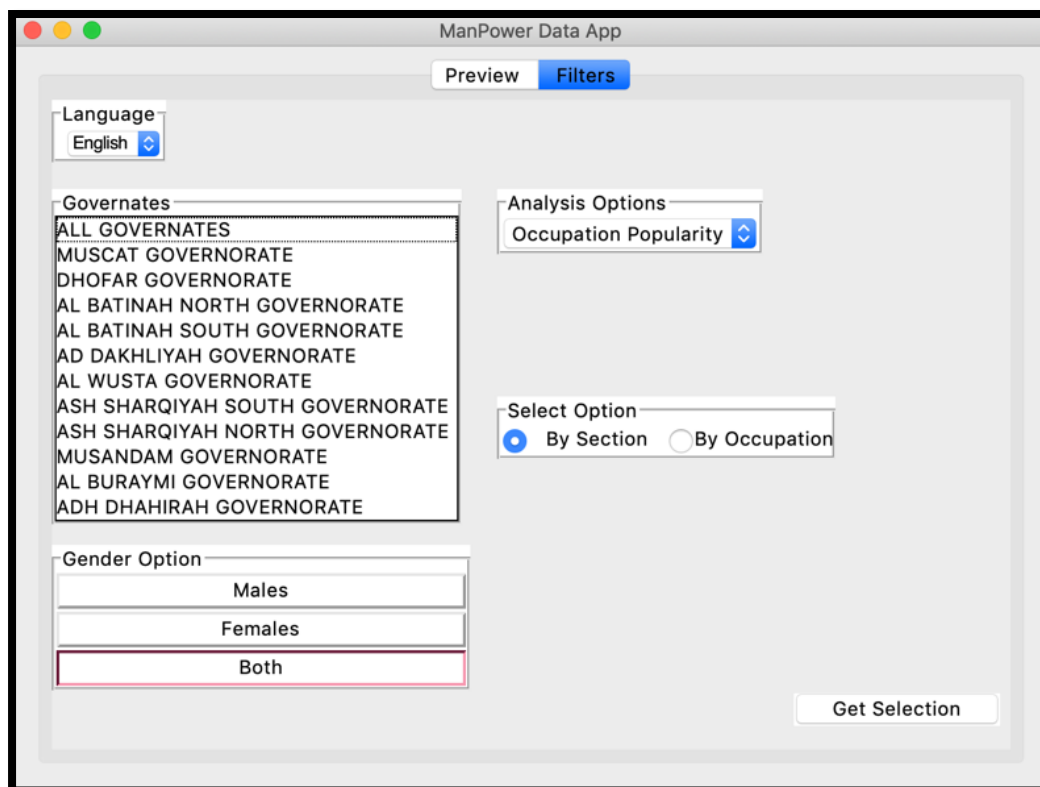 ManPower Data App
Preview Filters
Language
English
Governates
ALL GOVERNATES
MUSCAT GOVERNORATE
DHOFAR GOVERNORATE
AL BATINAH NORTH GOVERNORATE
AL BATINAH SOUTH GOVERNORATE
AD DAKHLIYAH GOVERNORATE
AL WUSTA GOVERNORATE
ASH SHARQIYAH SOUTH GOVERNORATE
ASH SHARQIYAH NORTH GOVERNORATE
MUSANDAM GOVERNORATE
AL BURAYMI GOVERNORATE
ADH DHAHIRAH GOVERNORATE
Analysis Options
Occupation Popularity
Select Option
By Section By Occupation
Gender Option
Males
Females
Both
Get Selection